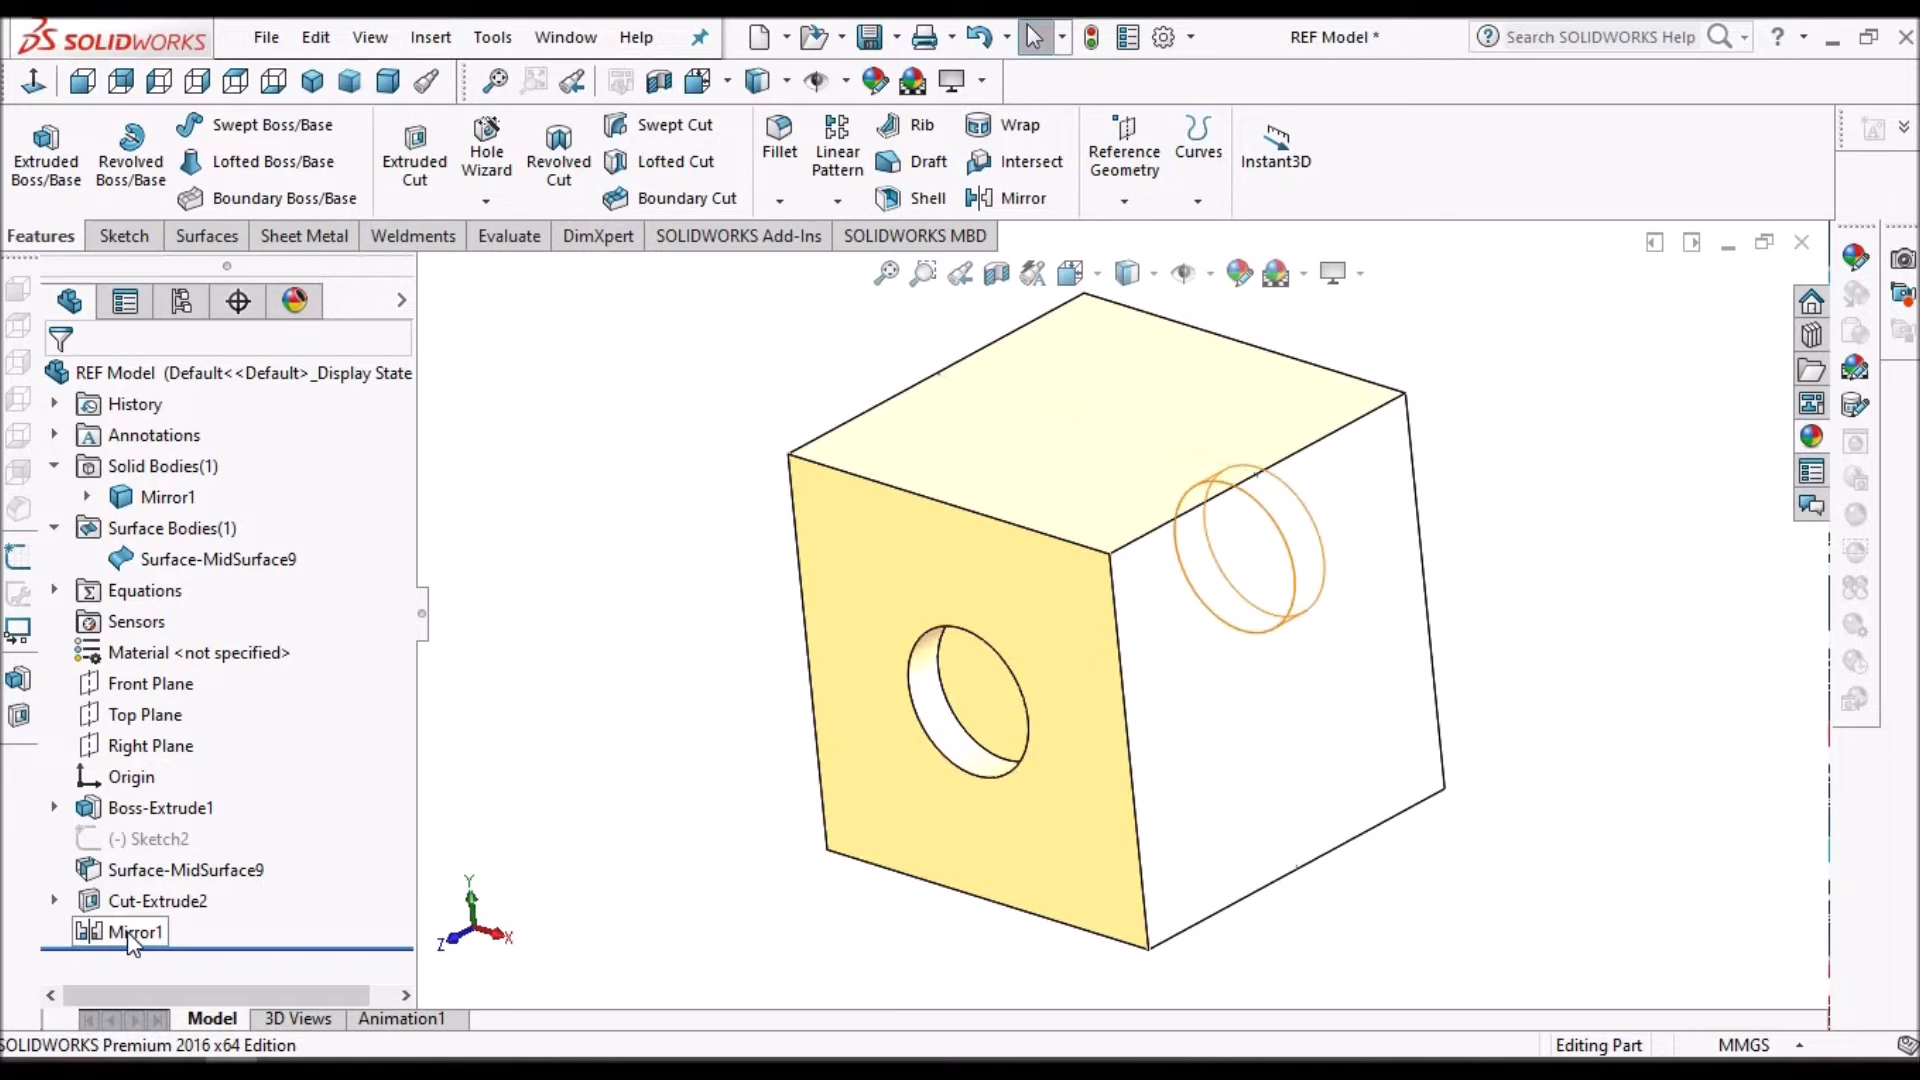 SOLIDWORKS File Edit View Insert Tools Window Help REF Model * Search SOLIDWORKS Help ?
Extruded Boss/Base
Revolved Boss/Base
Swept Boss/Base
Lofted Boss/Base
Boundary Boss/Base
Extruded Cut
Hole Wizard
Revolved Cut
Swept Cut
Lofted Cut
Boundary Cut
Fillet
Linear Pattern
Rib
Draft
Shell
Wrap
Intersect
Mirror
Reference Geometry
Curves
Instant3D
Features Sketch Surfaces Sheet Metal Weldments Evaluate DimXpert SOLIDWORKS Add-Ins SOLIDWORKS MBD
REF Model (Default<<Default>_Display State
History
Annotations
Solid Bodies(1)
Mirror1
Surface Bodies(1)
Surface-MidSurface9
Equations
Sensors
Material <not specified>
Front Plane
Top Plane
Right Plane
Origin
Boss-Extrude1
(-) Sketch2
Surface-MidSurface9
Cut-Extrude2
Mirror1
Y
Z
X
Model 3D Views Animation1
SOLIDWORKS Premium 2016 x64 Edition Editing Part MMGS